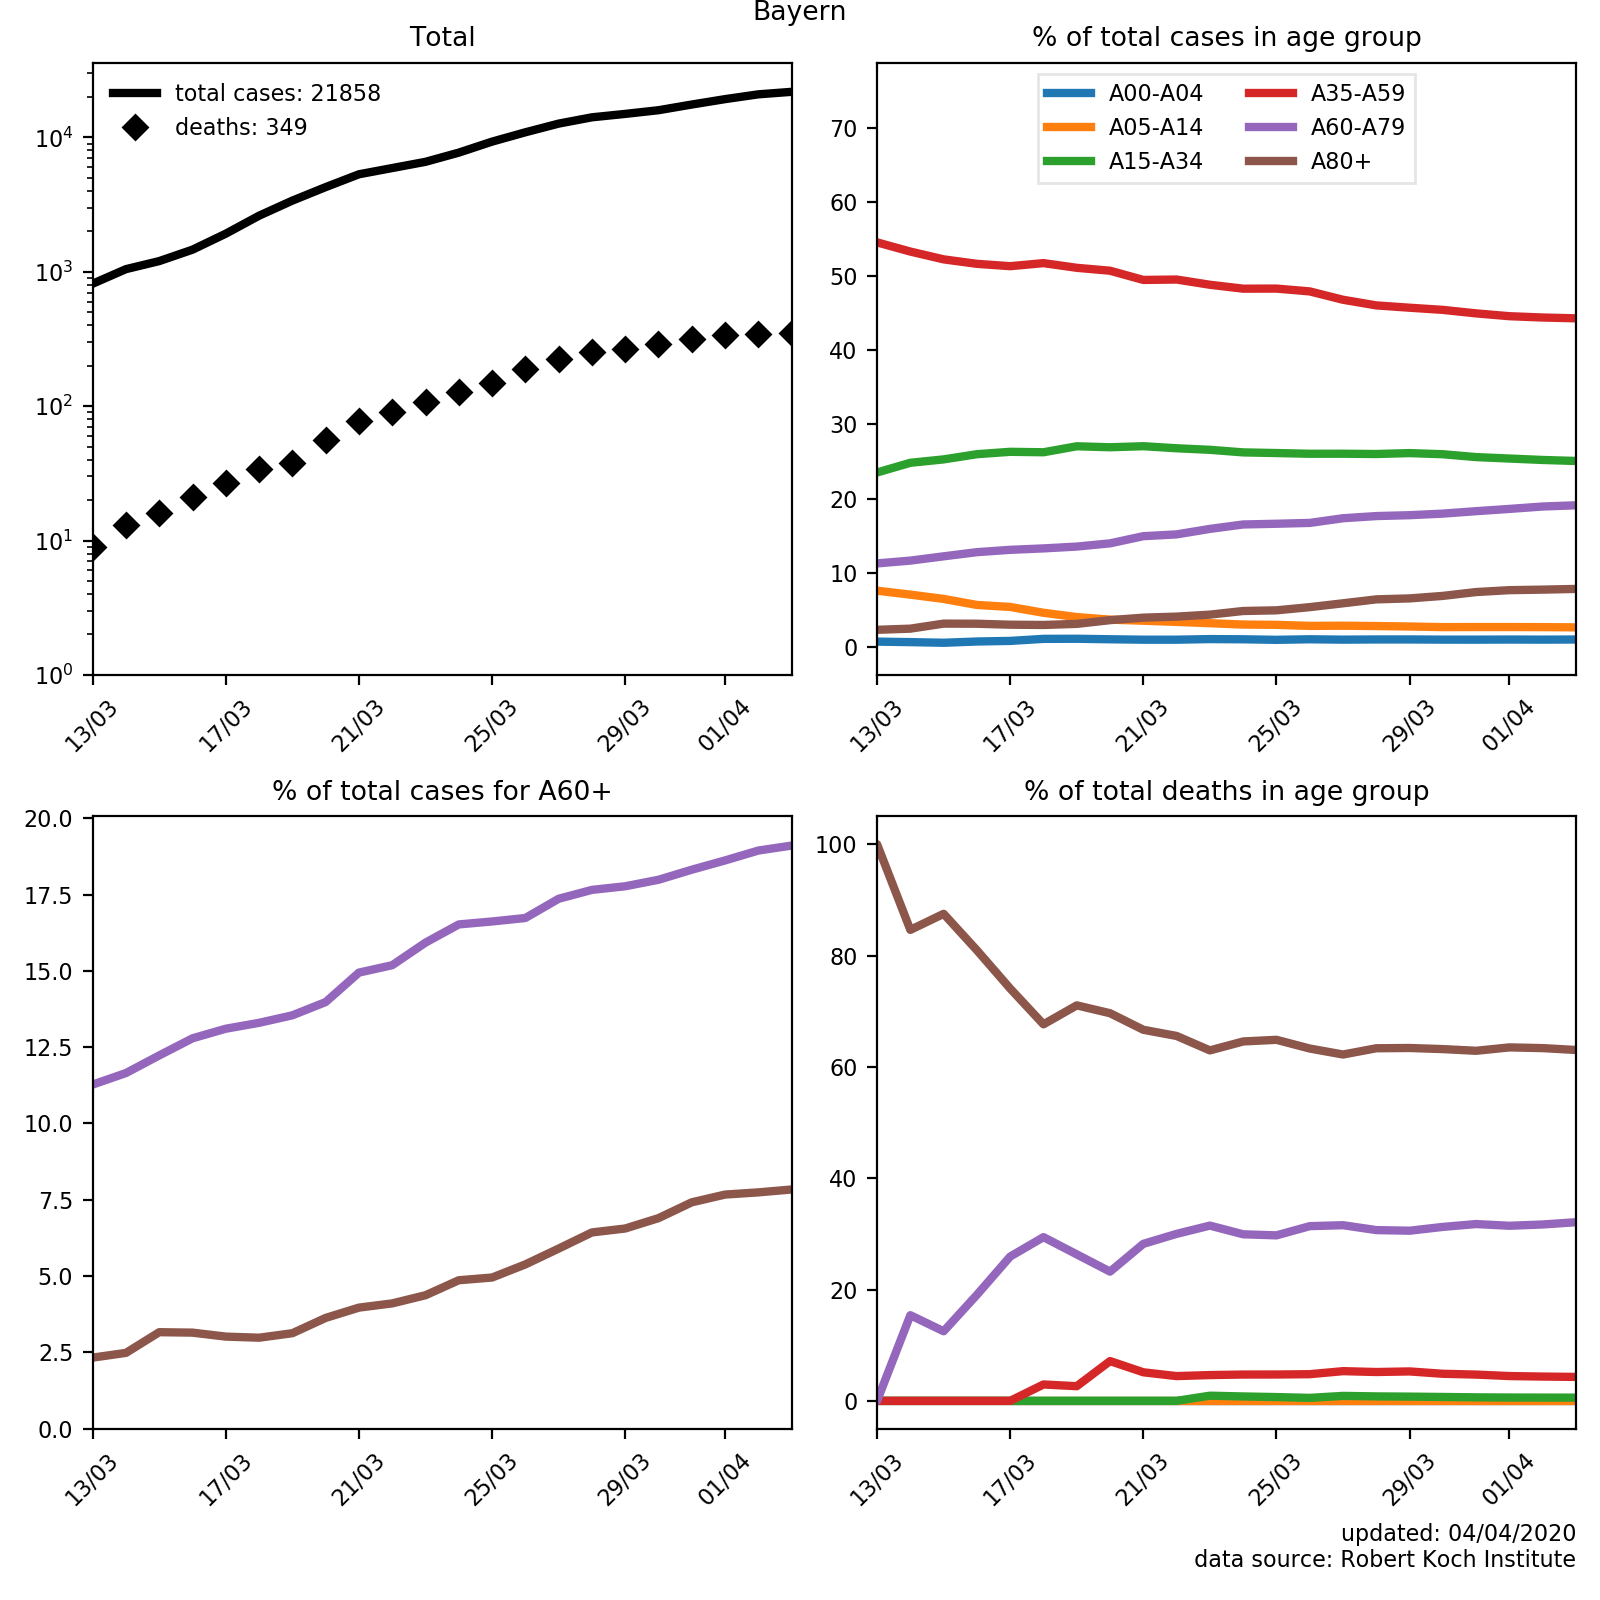 Bayern
Total
total cases: 21858
deaths: 349
10^4
10^3
10^2
10^1
10^0
13/03 17/03 21/03 25/03 29/03 01/04
% of total cases in age group
A00-A04 A35-A59
A05-A14 A60-A79
A15-A34 A80+
70
60
50
40
30
20
10
0
13/03 17/03 21/03 25/03 29/03 01/04
% of total cases for A60+
20.0
17.5
15.0
12.5
10.0
7.5
5.0
2.5
0.0
13/03 17/03 21/03 25/03 29/03 01/04
% of total deaths in age group
100
80
60
40
20
0
13/03 17/03 21/03 25/03 29/03 01/04
updated: 04/04/2020
data source: Robert Koch Institute